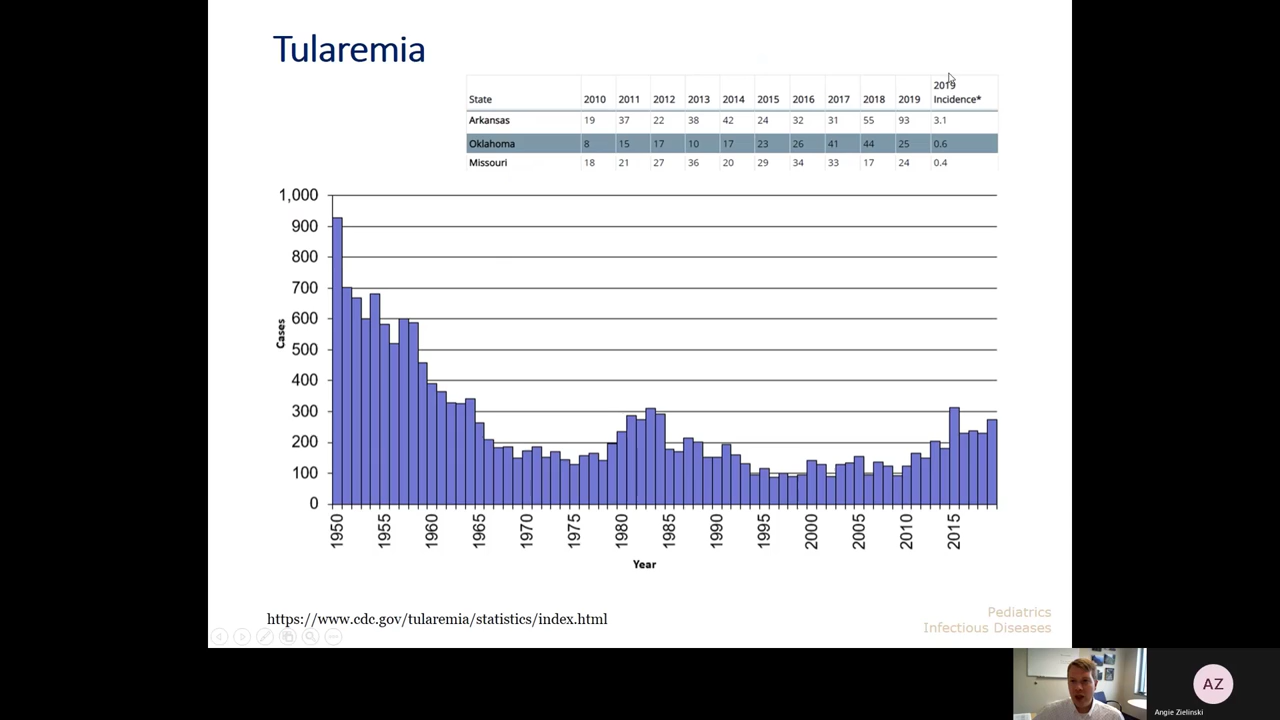 Tularemia
State 2010 2011 2012 2013 2014 2015 2016 2017 2018 2019 2019 Incidence*
Arkansas 19 37 22 38 42 24 32 31 55 93 3.1
Oklahoma 8 15 17 10 17 23 26 41 44 25 0.6
Missouri 18 21 27 36 20 29 34 33 17 24 0.4
1,000
900
800
700
600
500
400
300
200
100
0
Cases
1950 1955 1960 1965 1970 1975 1980 1985 1990 1995 2000 2005 2010 2015
Year
https://www.cdc.gov/tularemia/statistics/index.html
Pediatrics
Infectious Diseases
AZ
Angie Zielinski